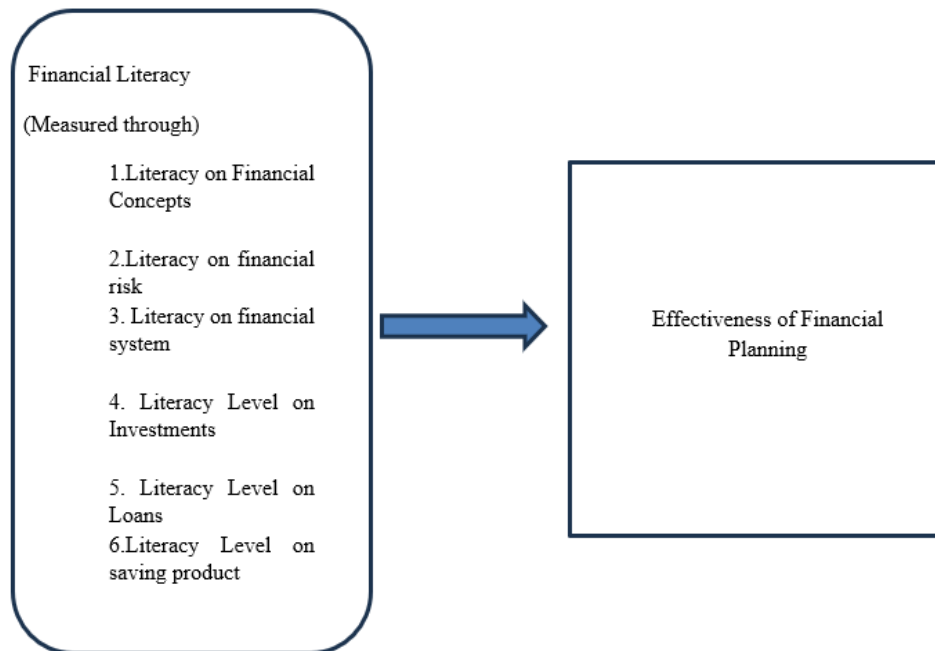 Financial Literacy
(Measured through)
1.Literacy on Financial
Concepts
2.Literacy on financial
risk
3. Literacy on financial
system
4. Literacy Level on
Investments
5. Literacy Level on
Loans
6.Literacy Level on
saving product
Effectiveness of Financial
Planning